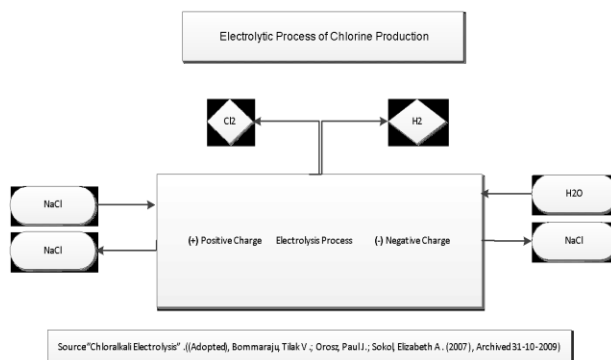 Electrolytic Process of Chlorine Production
Cl2
H2
NaCl
H2O
(+) Positive Charge Electrolysis Process (-) Negative Charge
NaCl
NaCl
Source"Chloralkali Electrolysis" .((Adopted), Bommaraju, Tilak V .; Orosz, Paul J.; Sokol, Elizabeth A. (2007), Archived 31-10-2009)